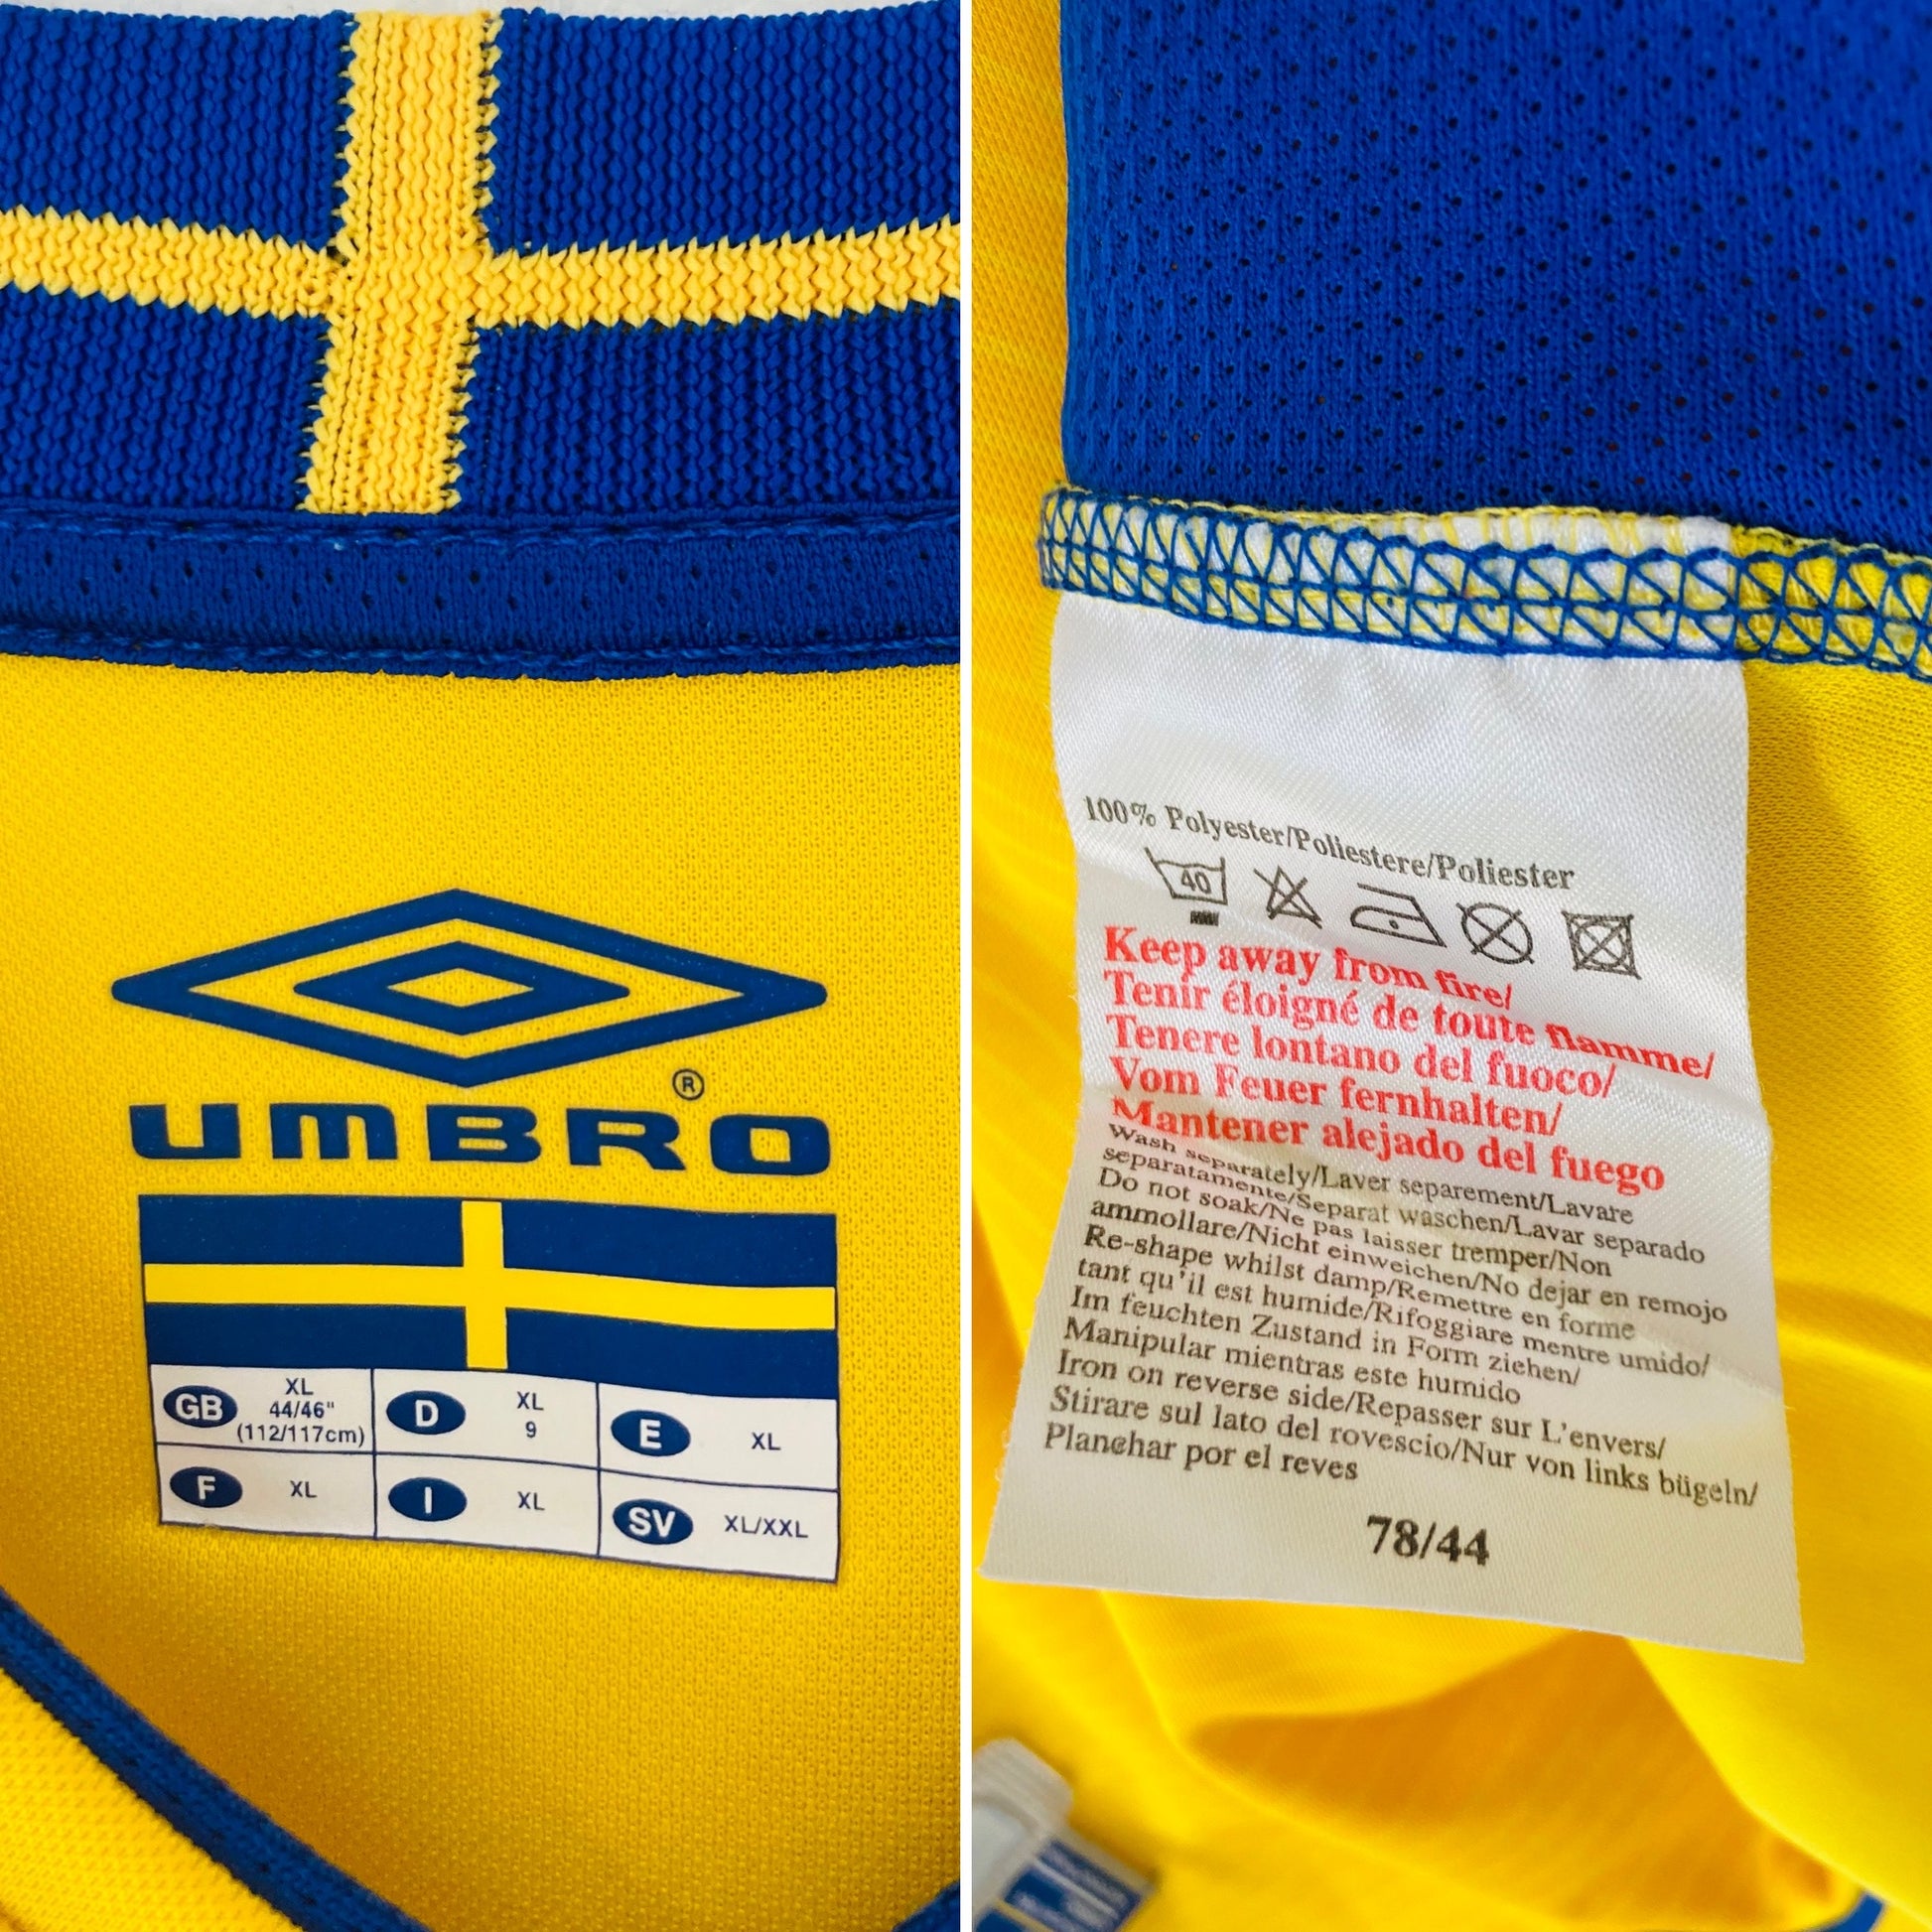 ®
UMBRO
GB XL 44/46" (112/117cm)
D XL 9
E XL
F XL
I XL
SV XL/XXL
100% Polyester/Poliestere/Poliester
40
Keep away from fire/
Tenir éloigné de toute flamme/
Tenere lontano del fuoco/
Vom Feuer fernhalten/
Mantener alejado del fuego
Wash separately/Laver separement/Lavare
separatamente/Separat waschen/Lavar separado
Do not soak/Ne pas laisser tremper/Non
ammollare/Nicht einweichen/No dejar en remojo
Re-shape whilst damp/Remettre en forme
tant qu'il est humide/Rifoggiare mentre umido/
Im feuchten Zustand in Form ziehen/
Manipular mientras este humido
Iron on reverse side/Repasser sur L'envers/
Stirare sul lato del rovescio/Nur von links bügeln/
Planchar por el reves
78/44